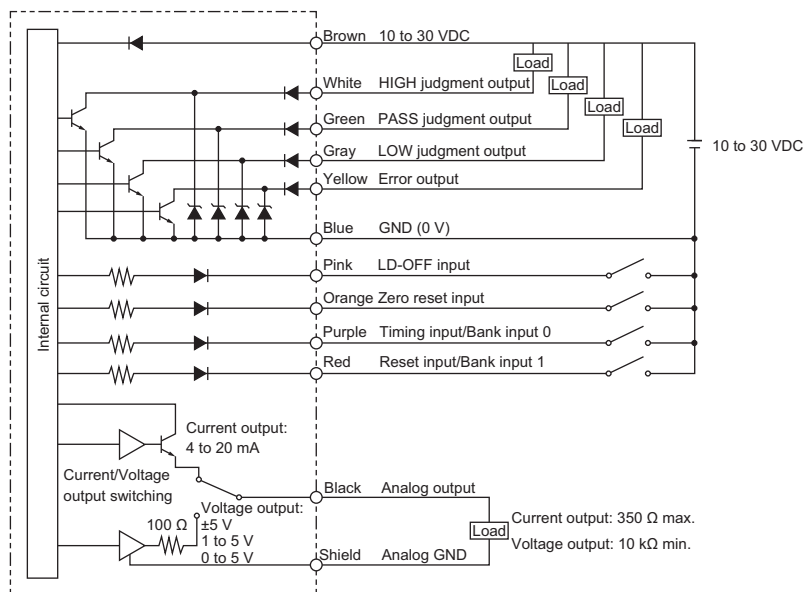 Brown 10 to 30 VDC
Load
White HIGH judgment output
Load
Green PASS judgment output
Load
Load
Gray LOW judgment output
10 to 30 VDC
Yellow Error output
Blue GND (0 V)
Internal circuit
Pink LD-OFF input
Orange Zero reset input
Purple Timing input/Bank input 0
Red Reset input/Bank input 1
Current output:
4 to 20 mA
Current/Voltage
output switching
Black Analog output
Voltage output:
±5 V
1 to 5 V
0 to 5 V
100 Ω
Load
Current output: 350 Ω max.
Voltage output: 10 kΩ min.
Shield Analog GND